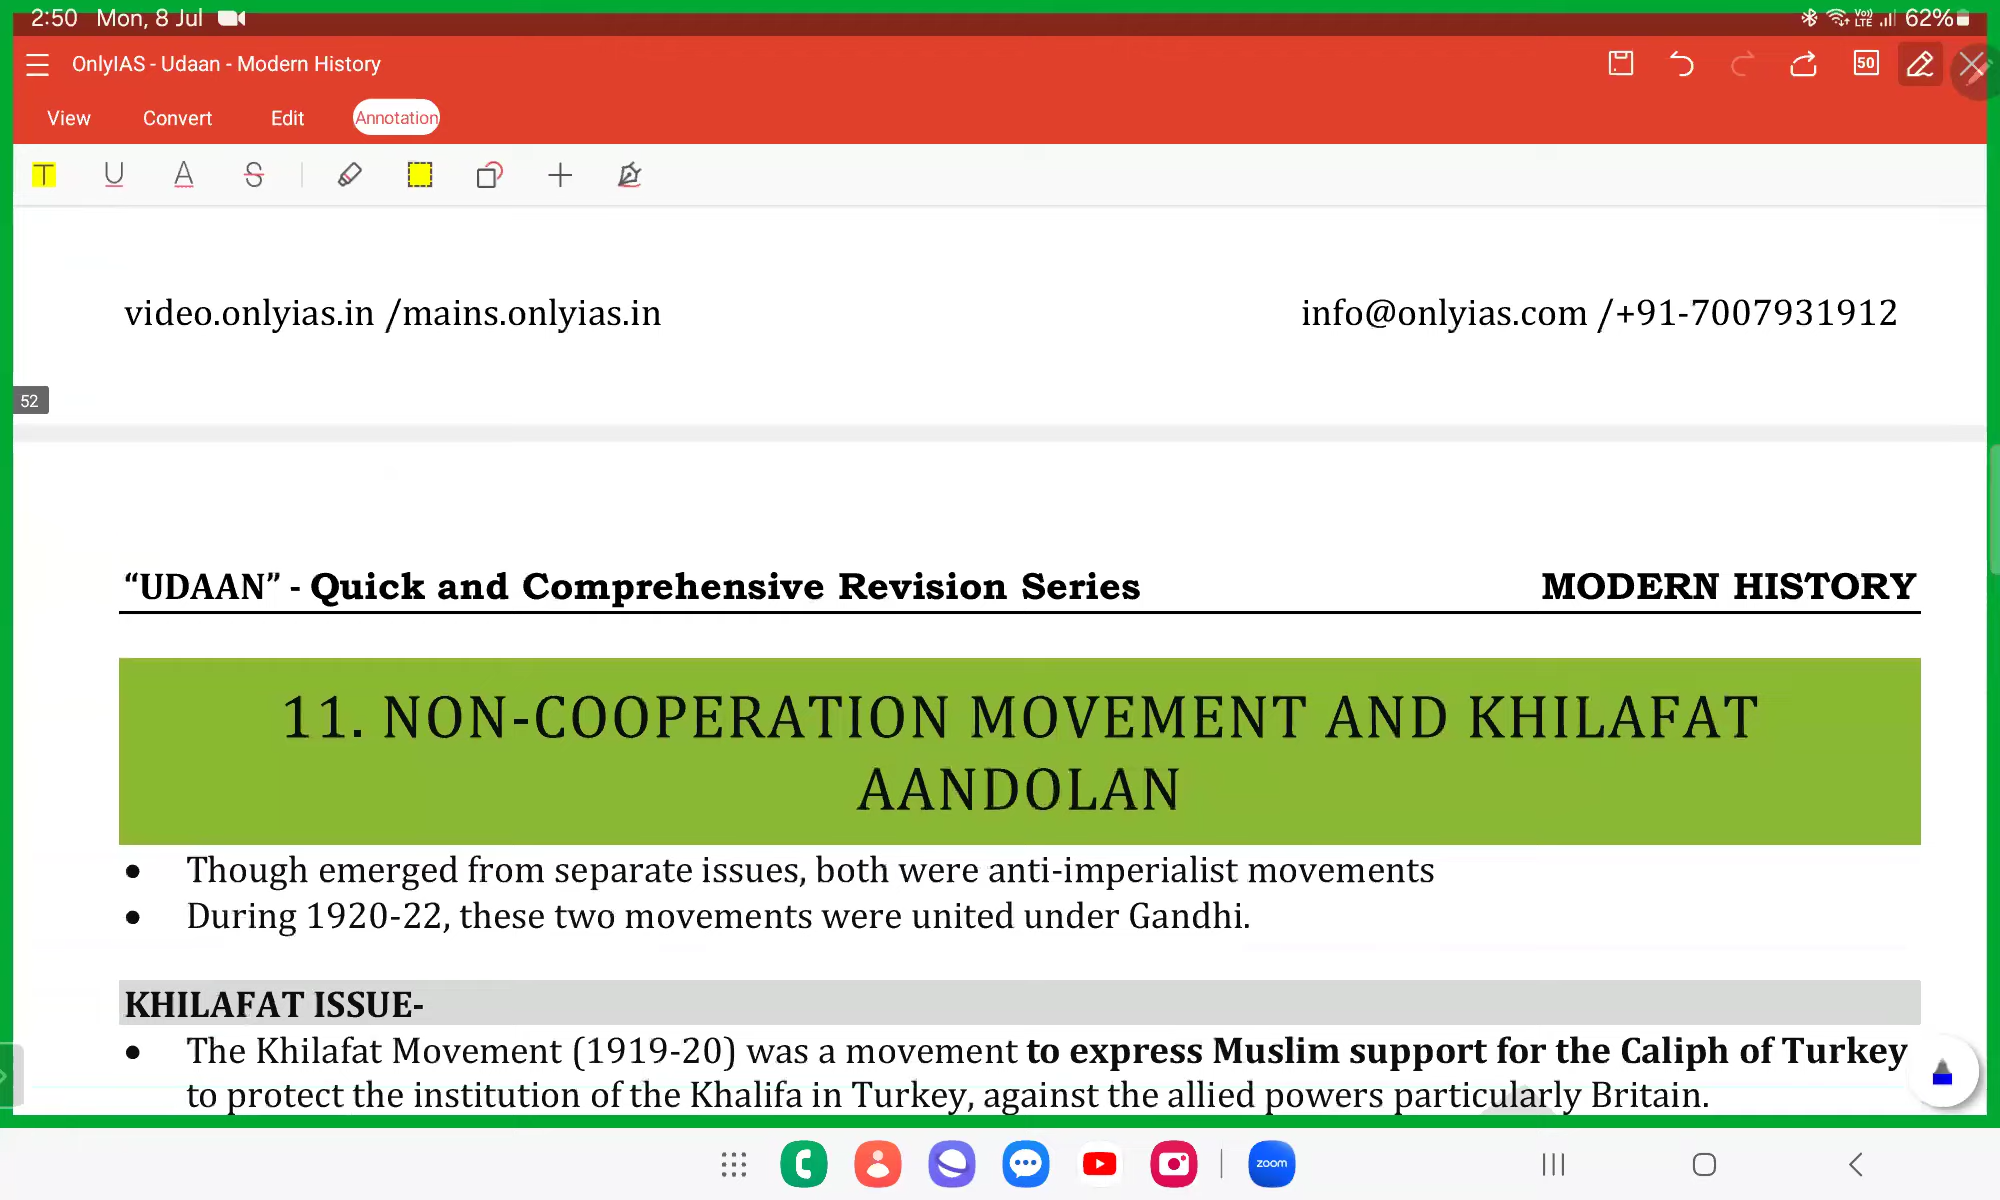 2:50 Mon, 8 Jul
Vo)) LTE 62%
OnlyIAS - Udaan - Modern History
50
View Convert Edit Annotation
T U A S
video.onlyias.in /mains.onlyias.in info@onlyias.com /+91-7007931912
52
“UDAAN” - Quick and Comprehensive Revision Series MODERN HISTORY
11. NON-COOPERATION MOVEMENT AND KHILAFAT
AANDOLAN
• Though emerged from separate issues, both were anti-imperialist movements
• During 1920-22, these two movements were united under Gandhi.
KHILAFAT ISSUE-
• The Khilafat Movement (1919-20) was a movement to express Muslim support for the Caliph of Turkey
to protect the institution of the Khalifa in Turkey, against the allied powers particularly Britain.
zoom